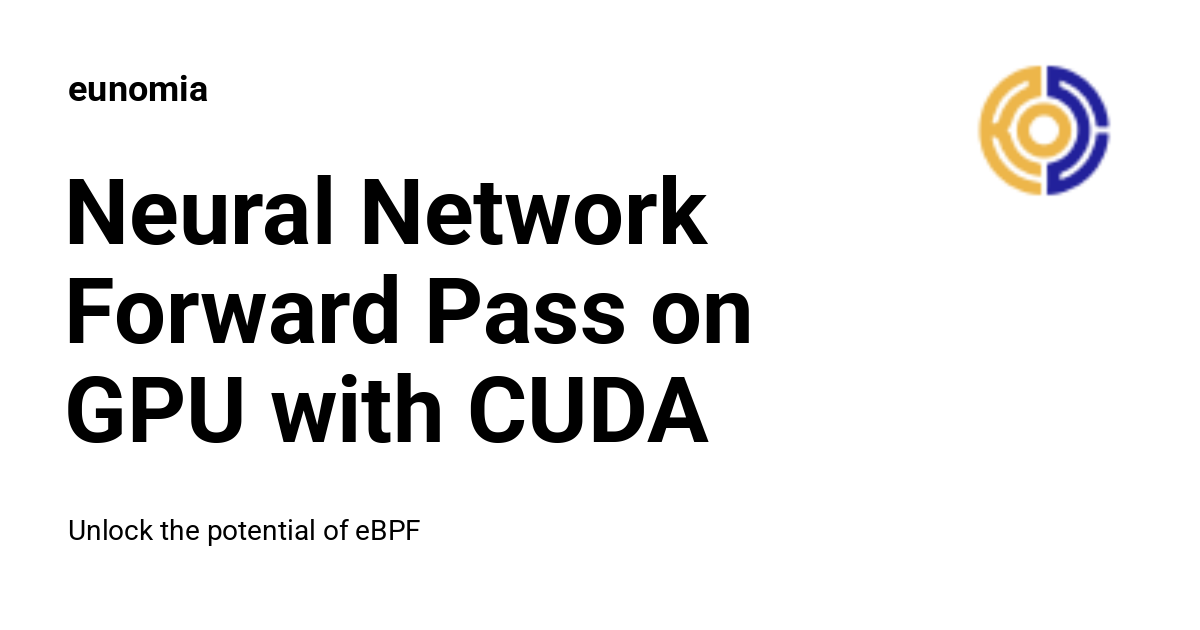 eunomia
Neural Network
Forward Pass on
GPU with CUDA
Unlock the potential of eBPF